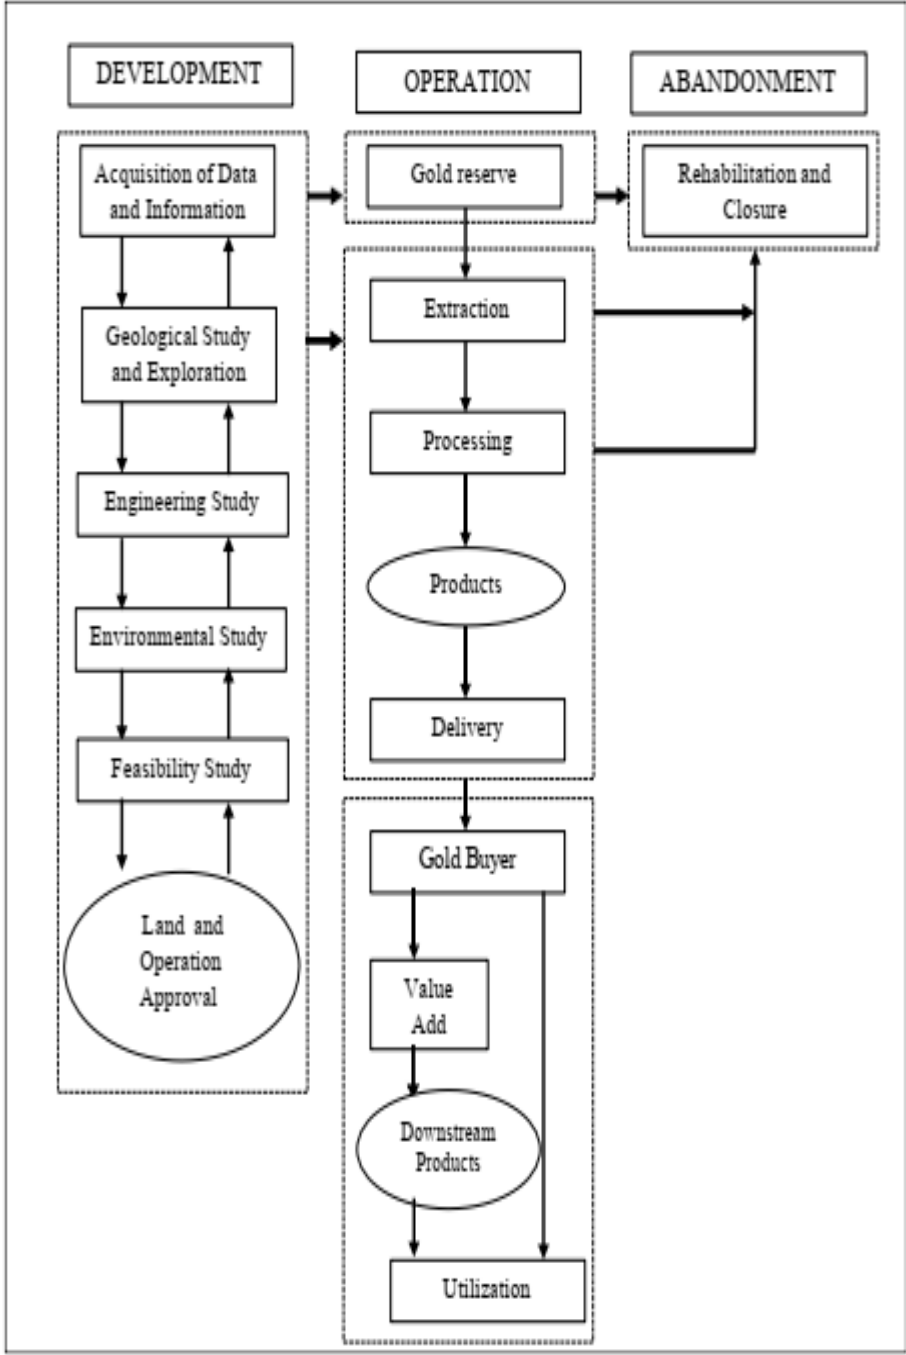 DEVELOPMENT
OPERATION
ABANDONMENT
Acquisition of Data
and Information
Geological Study
and Exploration
Engineering Study
Environmental Study
Feasibility Study
Land and
Operation
Approval
Gold reserve
Extraction
Processing
Products
Delivery
Gold Buyer
Value
Add
Downstream
Products
Utilization
Rehabilitation and
Closure